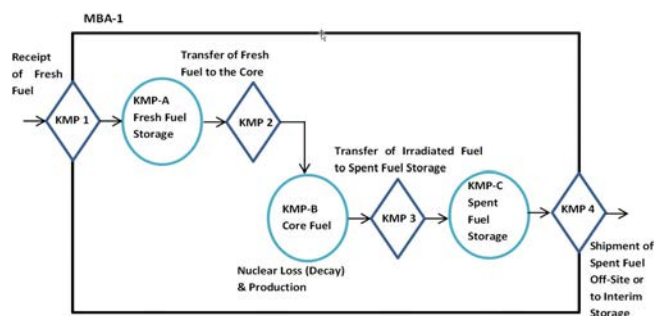 MBA-1
Receipt
of Fresh
Fuel
KMP 1
KMP-A
Fresh Fuel
Storage
Transfer of Fresh
Fuel to the Core
KMP 2
KMP-B
Core Fuel
Nuclear Loss (Decay)
& Production
Transfer of Irradiated Fuel
to Spent Fuel Storage
KMP 3
KMP-C
Spent
Fuel
Storage
KMP 4
Shipment of
Spent Fuel
Off-Site or
to Interim
Storage